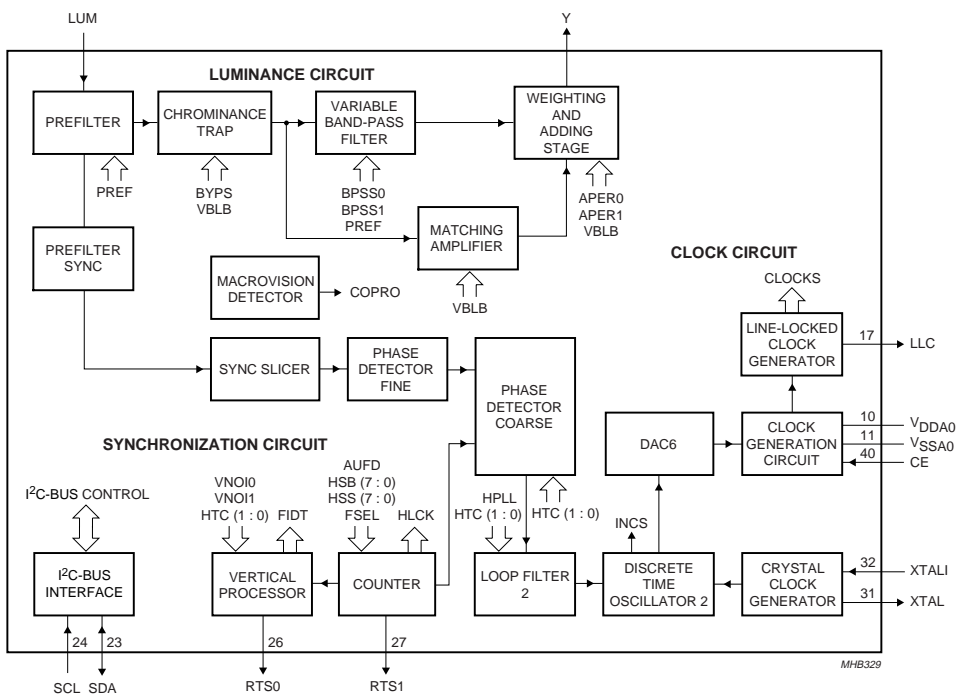 LUM
Y
LUMINANCE CIRCUIT
PREFILTER
CHROMINANCE
TRAP
VARIABLE
BAND-PASS
FILTER
WEIGHTING
AND
ADDING
STAGE
PREF
BYPS
VBLB
BPSS0
BPSS1
PREF
APER0
APER1
VBLB
PREFILTER
SYNC
MATCHING
AMPLIFIER
VBLB
MACROVISION
DETECTOR
COPRO
CLOCK CIRCUIT
CLOCKS
LINE-LOCKED
CLOCK
GENERATOR
17
LLC
SYNC SLICER
PHASE
DETECTOR
FINE
PHASE
DETECTOR
COARSE
DAC6
CLOCK
GENERATION
CIRCUIT
10
VDDA0
11
VSSA0
40
CE
SYNCHRONIZATION CIRCUIT
I2C-BUS CONTROL
VNOI0
VNOI1
HTC (1 : 0)
FIDT
AUFD
HSB (7 : 0)
HSS (7 : 0)
FSEL
HLCK
HPLL
HTC (1 : 0)
HTC (1 : 0)
INCS
I2C-BUS
INTERFACE
VERTICAL
PROCESSOR
COUNTER
LOOP FILTER
2
DISCRETE
TIME
OSCILLATOR 2
CRYSTAL
CLOCK
GENERATOR
32
XTALI
31
XTAL
24
23
26
27
SCL
SDA
RTS0
RTS1
MHB329